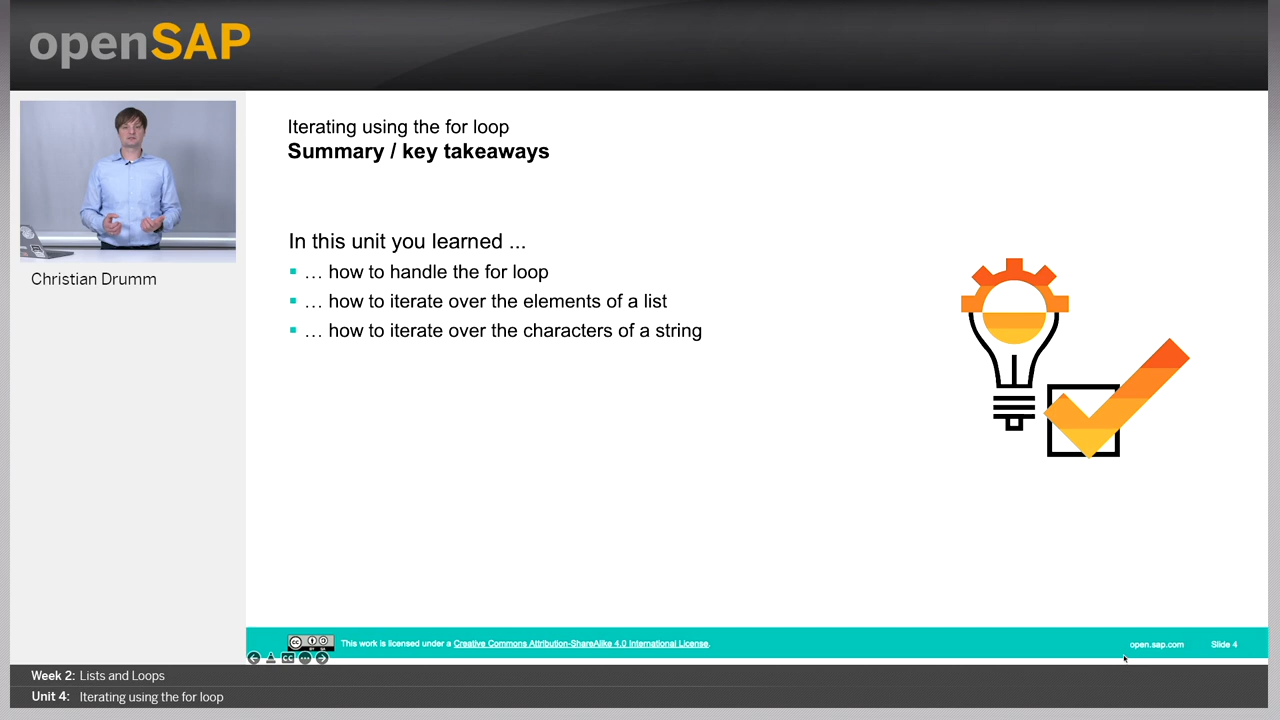 openSAP
Iterating using the for loop
Summary / key takeaways
In this unit you learned ...
… how to handle the for loop
… how to iterate over the elements of a list
… how to iterate over the characters of a string
Christian Drumm
This work is licensed under a Creative Commons Attribution-ShareAlike 4.0 International License.
open.sap.com
Slide 4
Week 2: Lists and Loops
Unit 4: Iterating using the for loop